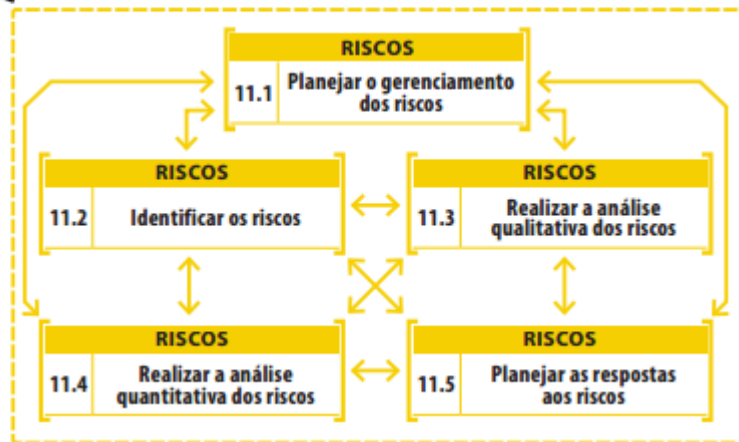 RISCOS
11.1
Planejar o gerenciamento
dos riscos
RISCOS
11.2
Identificar os riscos
RISCOS
11.3
Realizar a análise
qualitativa dos riscos
RISCOS
11.4
Realizar a análise
quantitativa dos riscos
RISCOS
11.5
Planejar as respostas
aos riscos